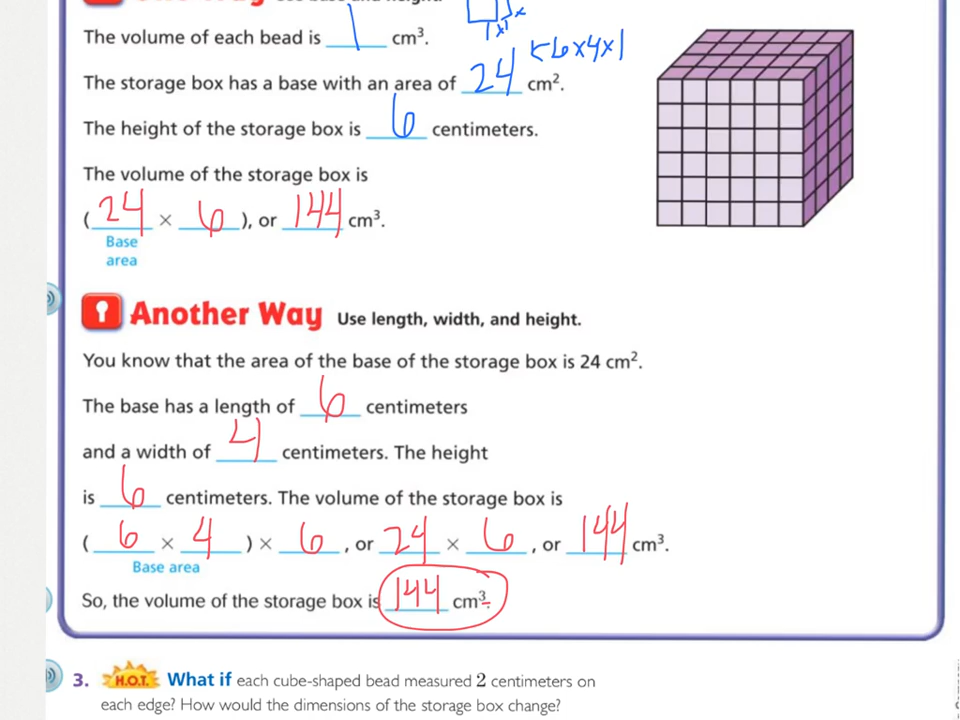 The volume of each bead is 1 cm³.
The storage box has a base with an area of 24 cm². 6x4x1
The height of the storage box is 6 centimeters.
The volume of the storage box is
( 24 × 6 ), or 144 cm³.
Base
area
Another Way Use length, width, and height.
You know that the area of the base of the storage box is 24 cm².
The base has a length of 6 centimeters
and a width of 4 centimeters. The height
is 6 centimeters. The volume of the storage box is
( 6 × 4 ) × 6, or 24 × 6, or 144 cm³.
Base area
So, the volume of the storage box is 144 cm³.
3. H.O.T. What if each cube-shaped bead measured 2 centimeters on
each edge? How would the dimensions of the storage box change?